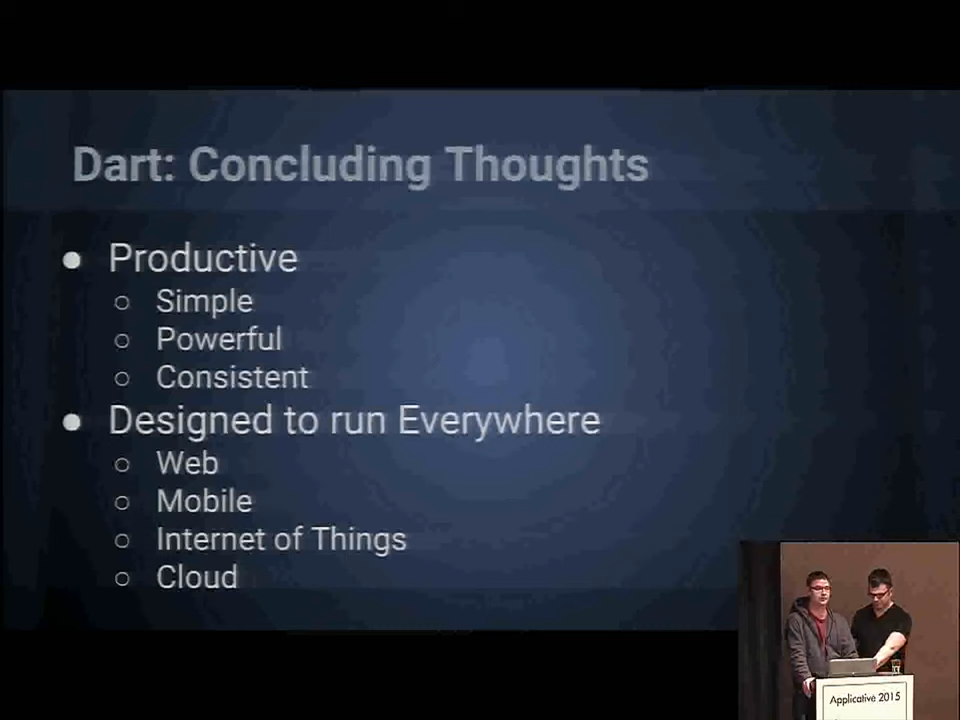 Dart: Concluding Thoughts
● Productive
○ Simple
○ Powerful
○ Consistent
● Designed to run Everywhere
○ Web
○ Mobile
○ Internet of Things
○ Cloud
Applicative 2015